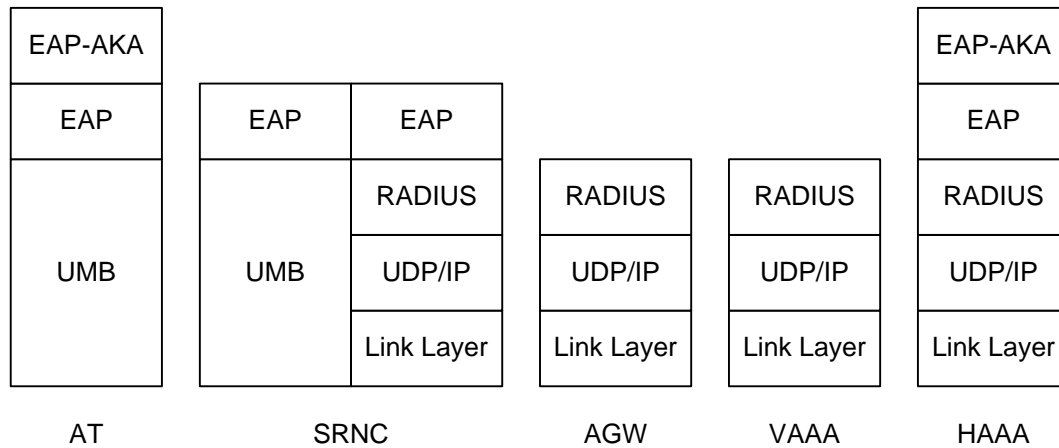 EAP-AKA
EAP-AKA
EAP
EAP
EAP
EAP
RADIUS
RADIUS
RADIUS
RADIUS
UMB
UMB
UDP/IP
UDP/IP
UDP/IP
UDP/IP
Link Layer
Link Layer
Link Layer
Link Layer
AT
SRNC
AGW
VAAA
HAAA